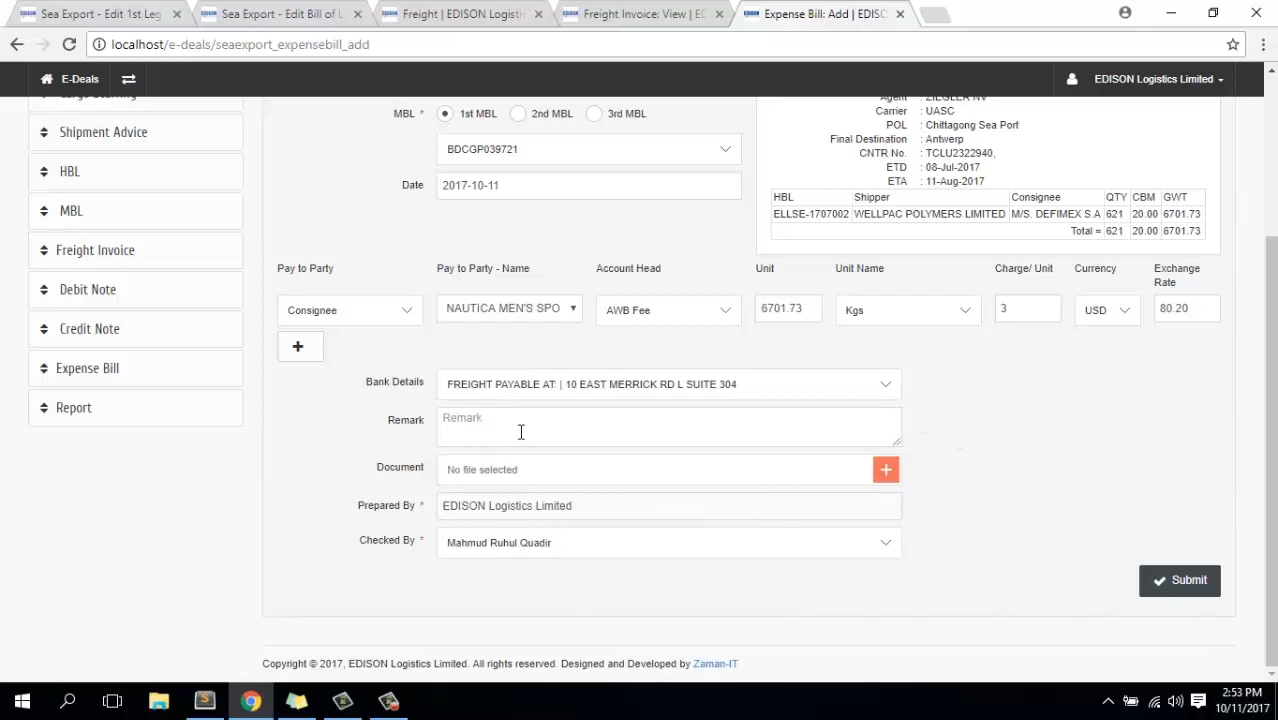 Sea Export - Edit 1st Leg
Sea Export - Edit Bill of L
Freight | EDISON Logistic
Freight Invoice: View | ED
Expense Bill: Add | EDISO
localhost/e-deals/seaexport_expensebill_add
E-Deals
EDISON Logistics Limited
Shipment Advice
HBL
MBL
Freight Invoice
Debit Note
Credit Note
Expense Bill
Report
MBL * 1st MBL 2nd MBL 3rd MBL
BDCGP039721
Date 2017-10-11
Agent : ZIEGLER NV
Carrier : UASC
POL : Chittagong Sea Port
Final Destination : Antwerp
CNTR No. : TCLU2322940,
ETD : 08-Jul-2017
ETA : 11-Aug-2017
HBL Shipper Consignee QTY CBM GWT
ELLSE-1707002 WELLPAC POLYMERS LIMITED M/S. DEFIMEX S.A 621 20.00 6701.73
Total = 621 20.00 6701.73
Pay to Party Pay to Party - Name Account Head Unit Unit Name Charge/ Unit Currency Exchange Rate
Consignee NAUTICA MEN'S SPO AWB Fee 6701.73 Kgs 3 USD 80.20
Bank Details FREIGHT PAYABLE AT: | 10 EAST MERRICK RD L SUITE 304
Remark Remark
Document No file selected
Prepared By * EDISON Logistics Limited
Checked By * Mahmud Ruhul Quadir
Submit
Copyright © 2017, EDISON Logistics Limited. All rights reserved. Designed and Developed by Zaman-IT
2:53 PM
10/11/2017